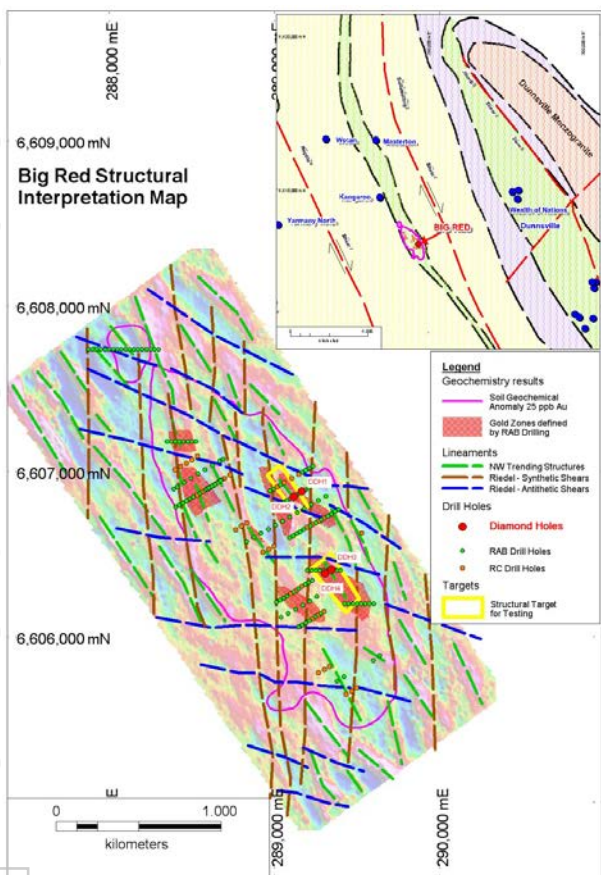 288,000 mE
6,609,000 mN
Big Red Structural
Interpretation Map
6,608,000 mN
6,607,000 mN
6,606,000 mN
Dunnsville Monzogranite
Masterton
Kangaroo
Yarmany North
BIG RED
Wealth of Nations
Dunnsville
Legend
Geochemistry results
Soil Geochemical
Anomaly 25 ppb Au
Gold Zones defined
by RAB Drilling
Lineaments
NW Trending Structures
Riedel - Synthetic Shears
Riedel - Antithetic Shears
Drill Holes
Diamond Holes
RAB Drill Holes
RC Drill Holes
Targets
Structural Target
for Testing
DDH1
DDH2
DDH3
DDH4
0
1.000
kilometers
289,000 mE
290,000 mE